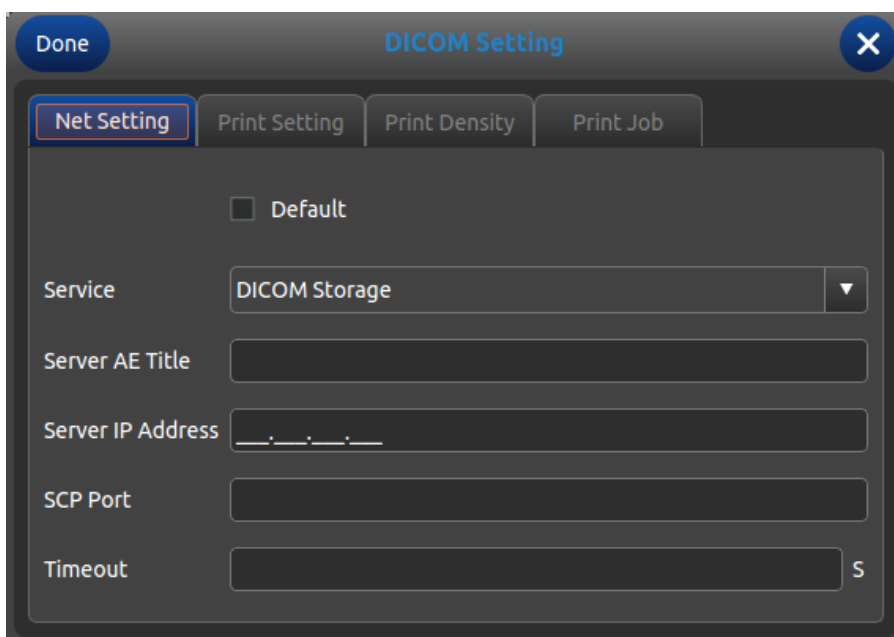 Done DICOM Setting
Net Setting Print Setting Print Density Print Job
Default
Service DICOM Storage
Server AE Title
Server IP Address ___.___.___.___
SCP Port
Timeout S